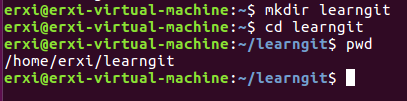 erxi@erxi-virtual-machine:~$ mkdir learngit
erxi@erxi-virtual-machine:~$ cd learngit
erxi@erxi-virtual-machine:~/learngit$ pwd
/home/erxi/learngit
erxi@erxi-virtual-machine:~/learngit$